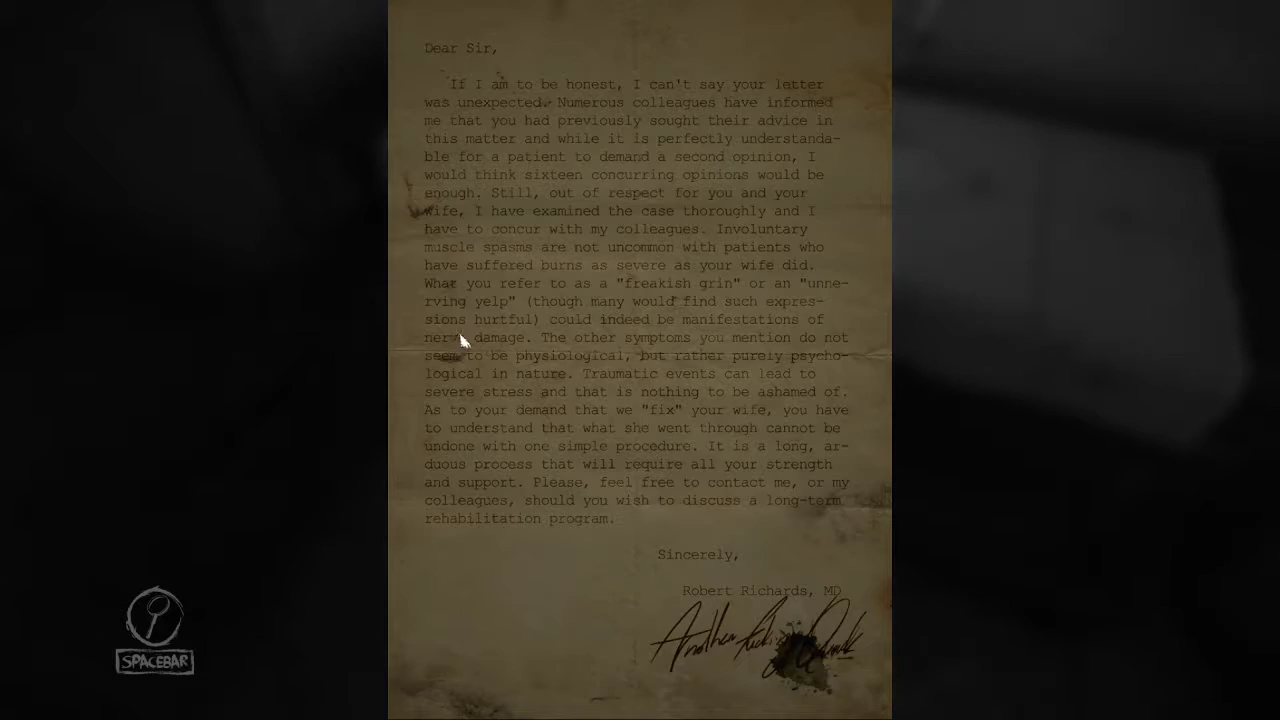 Dear Sir,
If I am to be honest, I can't say your letter
was unexpected. Numerous colleagues have informed
me that you had previously sought their advice in
this matter and while it is perfectly understanda-
ble for a patient to demand a second opinion, I
would think sixteen concurring opinions would be
enough. Still, out of respect for you and your
wife, I have examined the case thoroughly and I
have to concur with my colleagues. Involuntary
muscle spasms are not uncommon with patients who
have suffered burns as severe as your wife did.
What you refer to as a "freakish grin" or an "unne-
rving yelp" (though many would find such expres-
sions hurtful) could indeed be manifestations of
nerve damage. The other symptoms you mention do not
seem to be physiological, but rather purely psycho-
logical in nature. Traumatic events can lead to
severe stress and that is nothing to be ashamed of.
As to your demand that we "fix" your wife, you have
to understand that what she went through cannot be
undone with one simple procedure. It is a long, ar-
duous process that will require all your strength
and support. Please, feel free to contact me, or my
colleagues, should you wish to discuss a long-term
rehabilitation program.
Sincerely,
Robert Richards, MD
Another
SPACEBAR